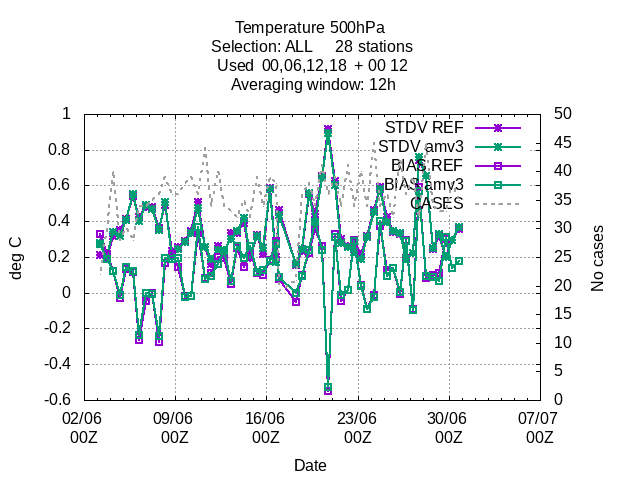 Temperature 500hPa
Selection: ALL 28 stations
Used 00,06,12,18 + 00 12
Averaging window: 12h
1
0.8
0.6
0.4
0.2
0
-0.2
-0.4
-0.6
deg C
50
45
40
35
30
25
20
15
10
5
0
No cases
STDV REF
STDV amv3
BIAS REF
BIAS amv3
CASES
02/06 09/06 16/06 23/06 30/06 07/07
00Z 00Z 00Z 00Z 00Z 00Z
Date